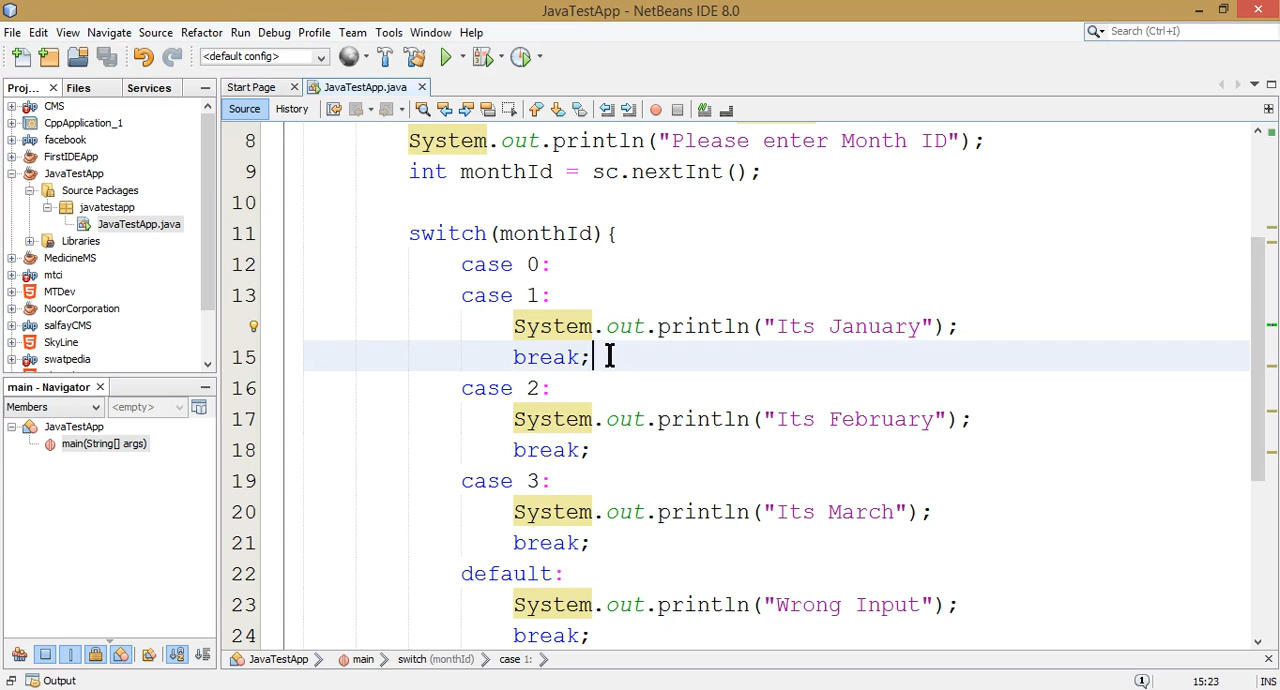 JavaTestApp - NetBeans IDE 8.0
File Edit View Navigate Source Refactor Run Debug Profile Team Tools Window Help
Search (Ctrl+I)
<default config>
Proj... Files Services
Start Page JavaTestApp.java
Source History
CMS
CppApplication_1
facebook
FirstIDEApp
JavaTestApp
Source Packages
javatestapp
JavaTestApp.java
Libraries
MedicineMS
mtci
MTDev
NoorCorporation
salfayCMS
SkyLine
swatpedia
main - Navigator
Members <empty>
JavaTestApp
main(String[] args)
8 System.out.println("Please enter Month ID");
9 int monthId = sc.nextInt();
10
11 switch(monthId){
12 case 0:
13 case 1:
System.out.println("Its January");
15 break;
16 case 2:
17 System.out.println("Its February");
18 break;
19 case 3:
20 System.out.println("Its March");
21 break;
22 default:
23 System.out.println("Wrong Input");
24 break;
JavaTestApp main switch (monthId) case 1:
Output
1 15:23 INS